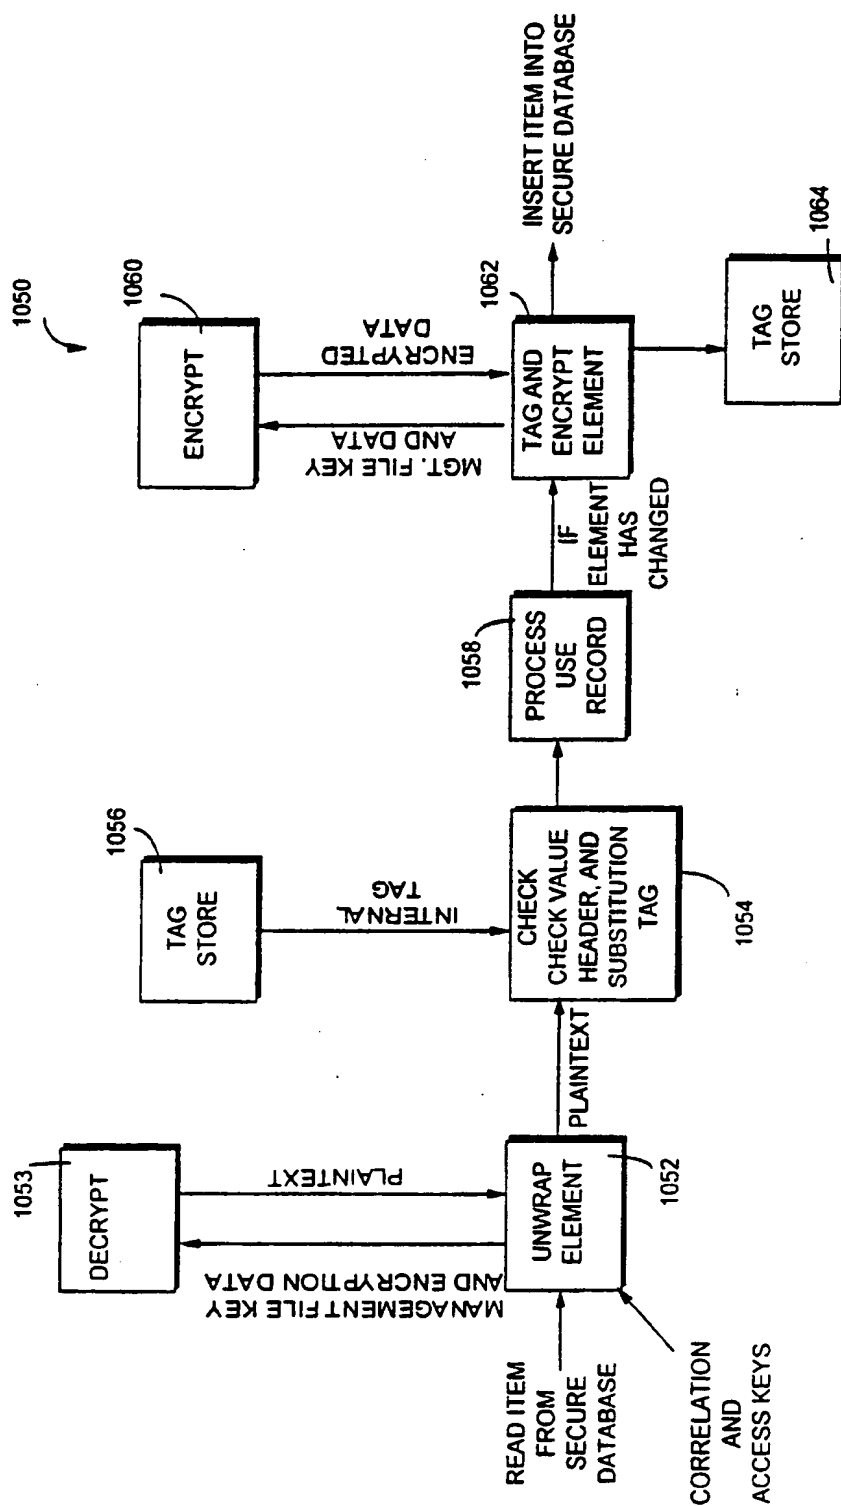 1050
1053
DECRYPT
MANAGEMENT FILE KEY
AND ENCRYPTION DATA
PLAINTEXT
READ ITEM
FROM
SECURE
DATABASE
CORRELATION
AND
ACCESS KEYS
UNWRAP
ELEMENT
1052
PLAINTEXT
1056
TAG
STORE
INTERNAL
TAG
CHECK
CHECK VALUE
HEADER, AND
SUBSTITUTION
TAG
1054
1058
PROCESS
USE
RECORD
IF
ELEMENT
HAS
CHANGED
1060
ENCRYPT
MGT. FILE KEY
AND DATA
ENCRYPTED
DATA
1062
TAG AND
ENCRYPT
ELEMENT
INSERT ITEM INTO
SECURE DATABASE
TAG
STORE
1064